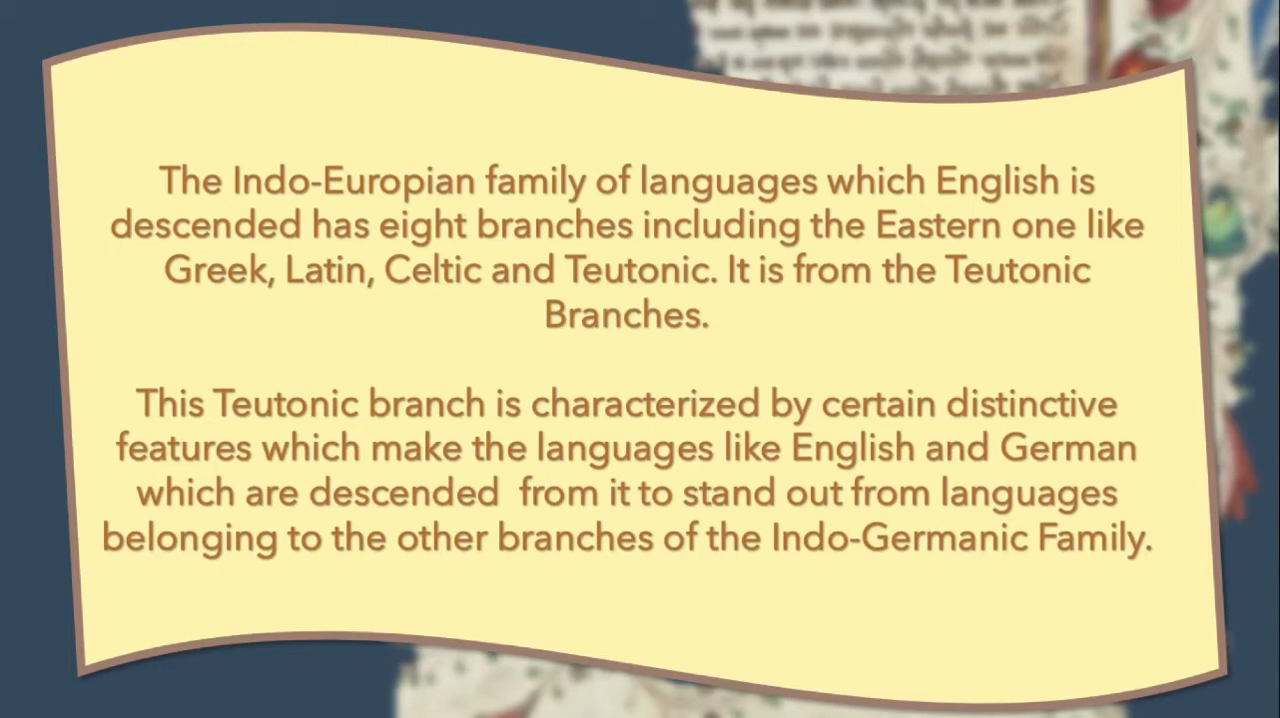 The Indo-Europian family of languages which English is
descended has eight branches including the Eastern one like
Greek, Latin, Celtic and Teutonic. It is from the Teutonic
Branches.
This Teutonic branch is characterized by certain distinctive
features which make the languages like English and German
which are descended  from it to stand out from languages
belonging to the other branches of the Indo-Germanic Family.